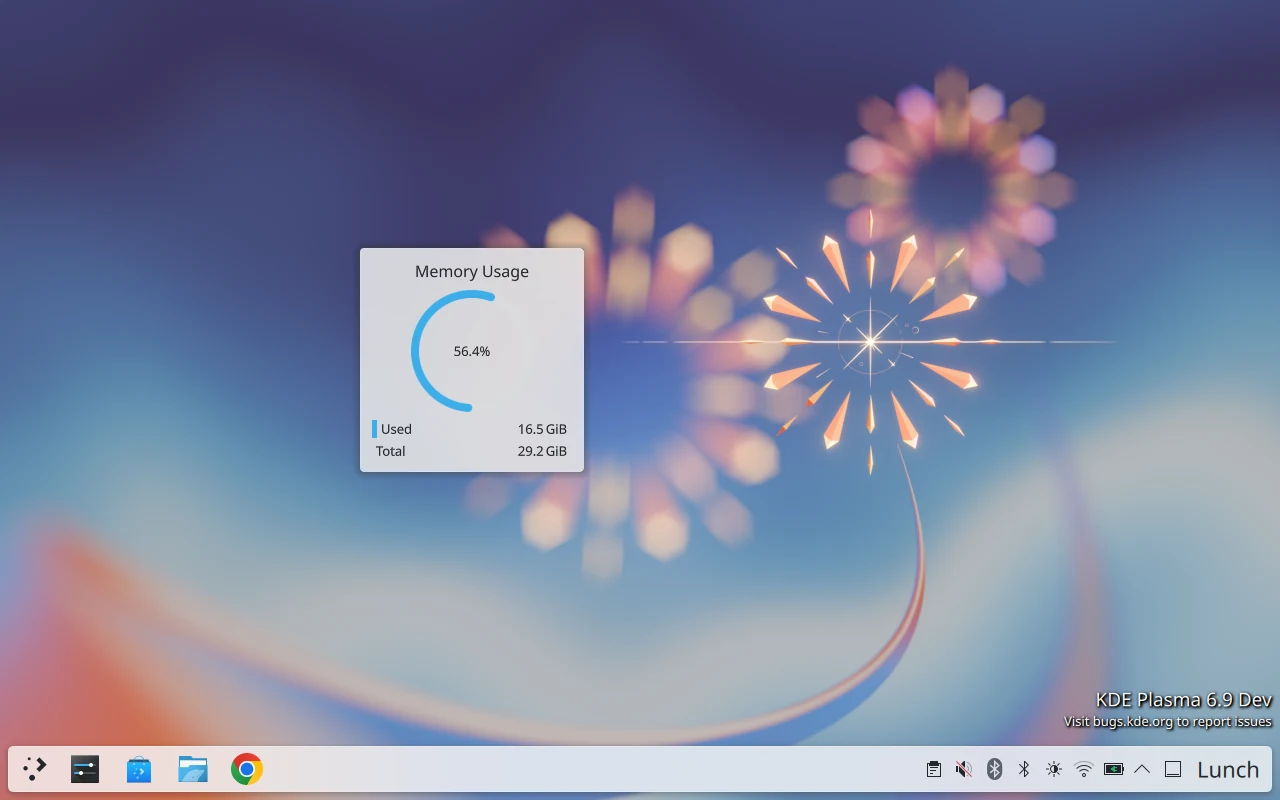 Memory Usage
56.4%
Used 16.5 GiB
Total 29.2 GiB
KDE Plasma 6.9 Dev
Visit bugs.kde.org to report issues
Lunch